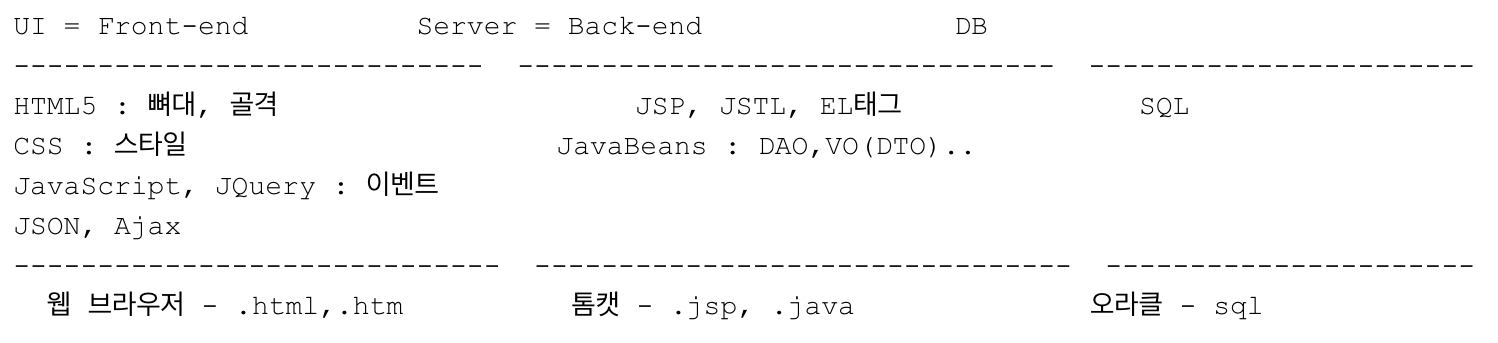 UI = Front-end          Server = Back-end               DB
----------------------------  --------------------------------  -----------------------
HTML5 : 뼈대, 골격                     JSP, JSTL, EL태그              SQL
CSS : 스타일                      JavaBeans : DAO,VO(DTO)..
JavaScript, JQuery : 이벤트
JSON, Ajax
-----------------------------  --------------------------------  ----------------------
웹 브라우저 - .html,.htm          톰캣 - .jsp, .java              오라클 - sql